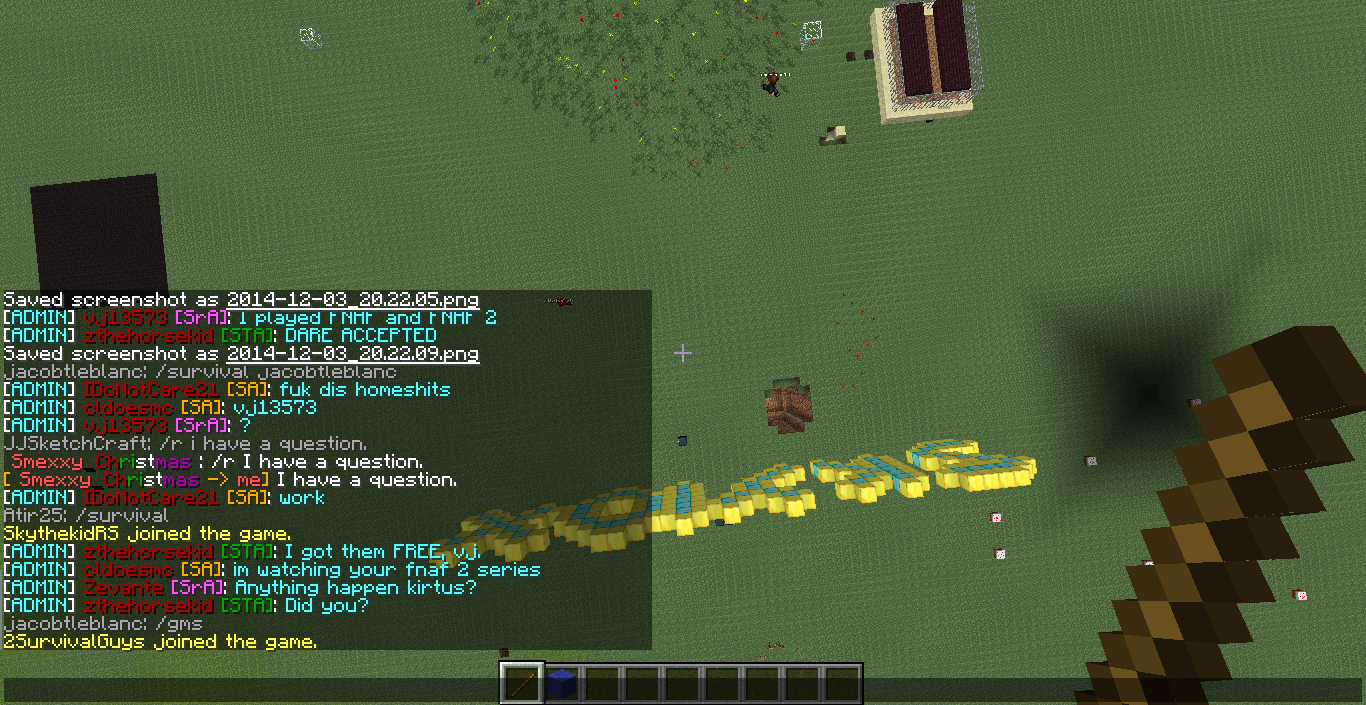 Saved screenshot as 2014-12-03_20.22.05.png
[ADMIN] vj13573 [SrA]: I played FNAF and FNAF 2
[ADMIN] zthehorsekid [STA]: DARE ACCEPTED
Saved screenshot as 2014-12-03_20.22.09.png
jacobtleblanc: /survival jacobtleblanc
[ADMIN] IDoNotCare21 [SA]: fuk dis homeshits
[ADMIN] cldoesmc [SA]: vj13573
[ADMIN] vj13573 [SrA]: ?
JJSketchCraft: /r i have a question.
Smexxy_Christmas : /r I have a question.
[ Smexxy_Christmas -> me] I have a question.
[ADMIN] IDoNotCare21 [SA]: work
Atir25: /survival
SkythekidRS joined the game.
[ADMIN] zthehorsekid [STA]: I got them FREE, vj.
[ADMIN] cldoesmc [SA]: im watching your fnaf 2 series
[ADMIN] Zevante [SrA]: Anything happen kirtus?
[ADMIN] zthehorsekid [STA]: Did you?
jacobtleblanc: /gms
2SurvivalGuys joined the game.